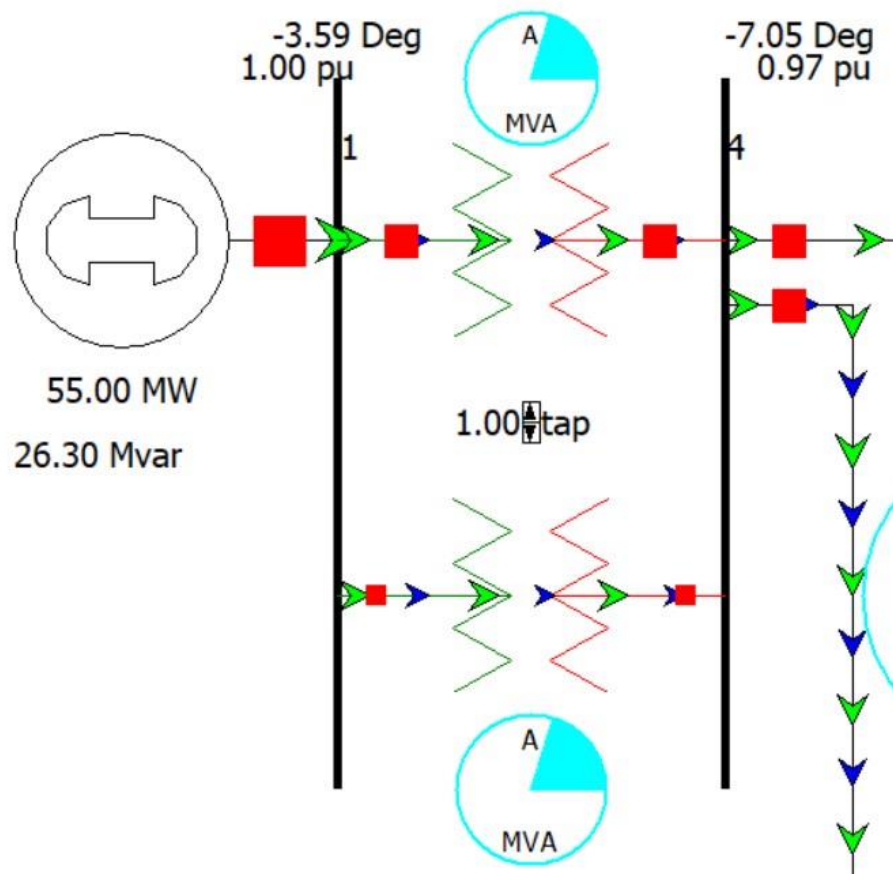 -3.59 Deg
1.00 pu
A
MVA
-7.05 Deg
0.97 pu
1
4
55.00 MW
26.30 Mvar
1.00 tap
A
MVA